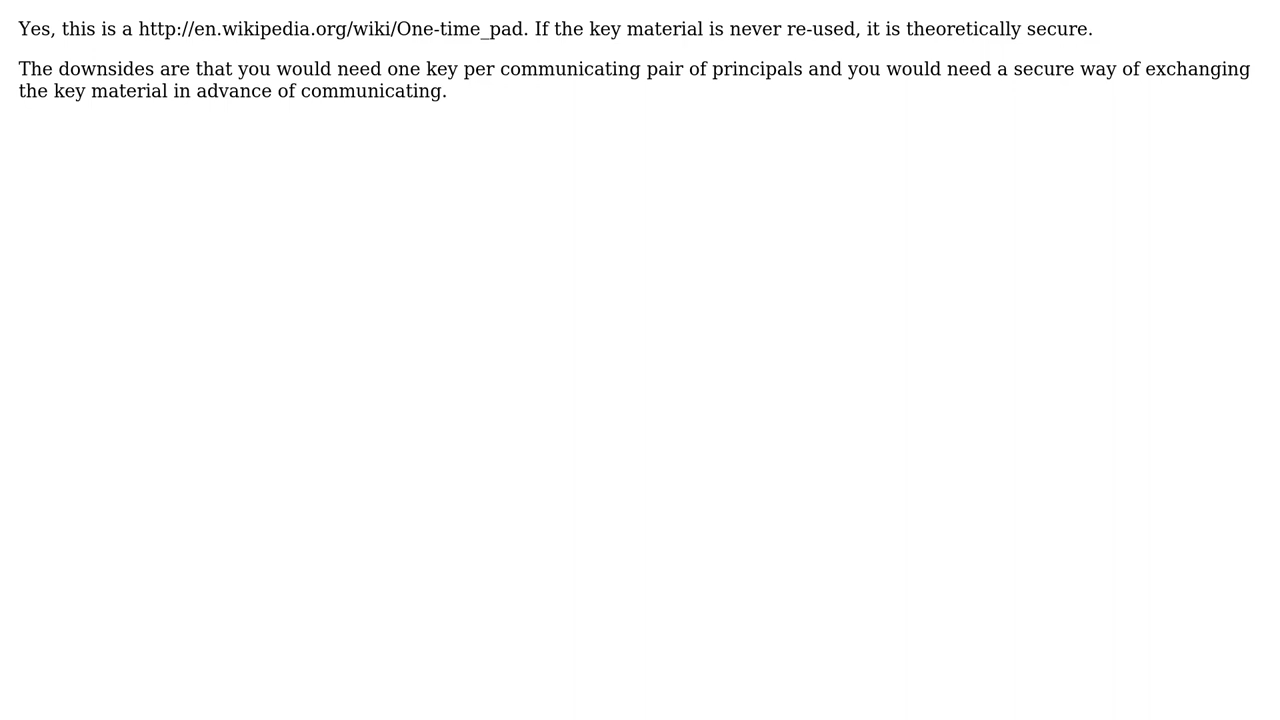 Yes, this is a http://en.wikipedia.org/wiki/One-time_pad. If the key material is never re-used, it is theoretically secure.
The downsides are that you would need one key per communicating pair of principals and you would need a secure way of exchanging
the key material in advance of communicating.